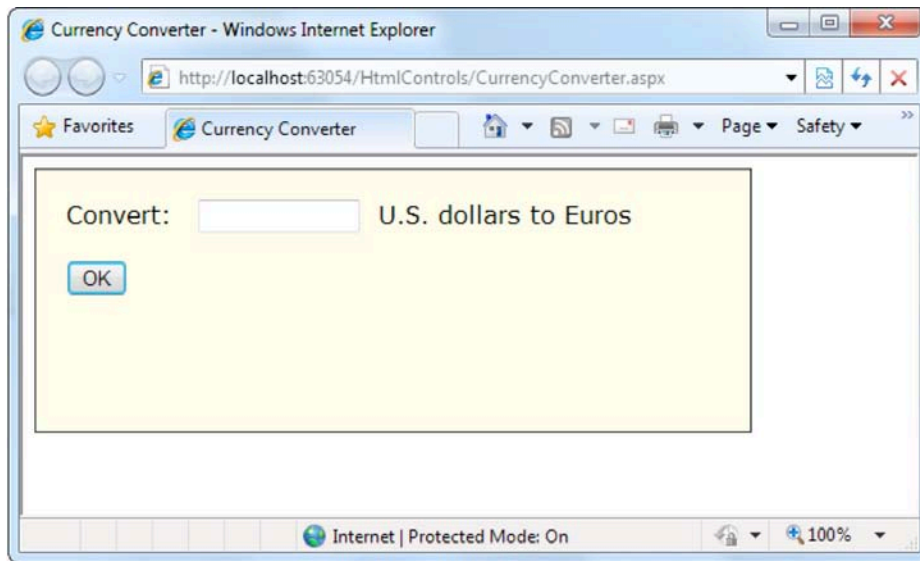 Currency Converter - Windows Internet Explorer
http://localhost:63054/HtmlControls/CurrencyConverter.aspx
Favorites Currency Converter Page Safety »
Convert: U.S. dollars to Euros
OK
Internet | Protected Mode: On 100%